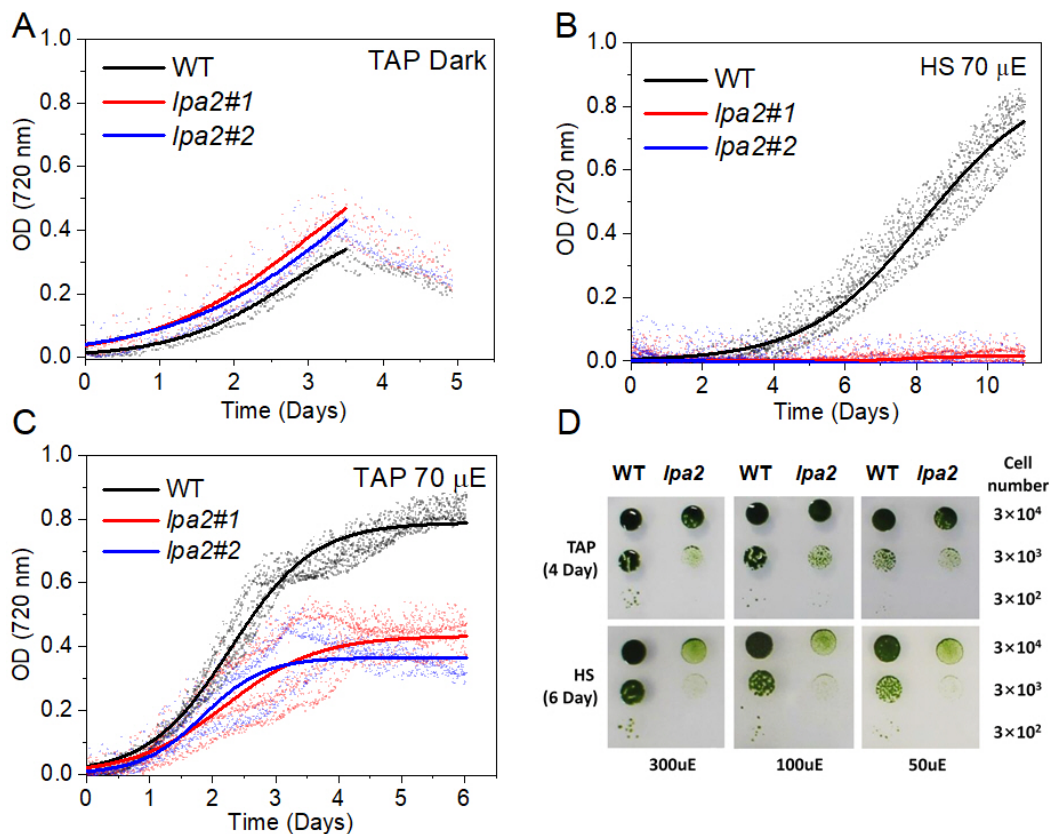 A
1.0
0.8
0.6
0.4
0.2
0.0
OD (720 nm)
TAP Dark
WT
lpa2#1
lpa2#2
0 1 2 3 4 5
Time (Days)
B
1.0
0.8
0.6
0.4
0.2
0.0
OD (720 nm)
HS 70 µE
WT
lpa2#1
lpa2#2
0 2 4 6 8 10
Time (Days)
C
1.0
0.8
0.6
0.4
0.2
0.0
OD (720 nm)
TAP 70 µE
WT
lpa2#1
lpa2#2
0 1 2 3 4 5 6
Time (Days)
D
WT lpa2 WT lpa2 WT lpa2 Cell
number
3×10⁴
TAP
(4 Day)
3×10³
3×10²
3×10⁴
HS
(6 Day)
3×10³
3×10²
300uE 100uE 50uE